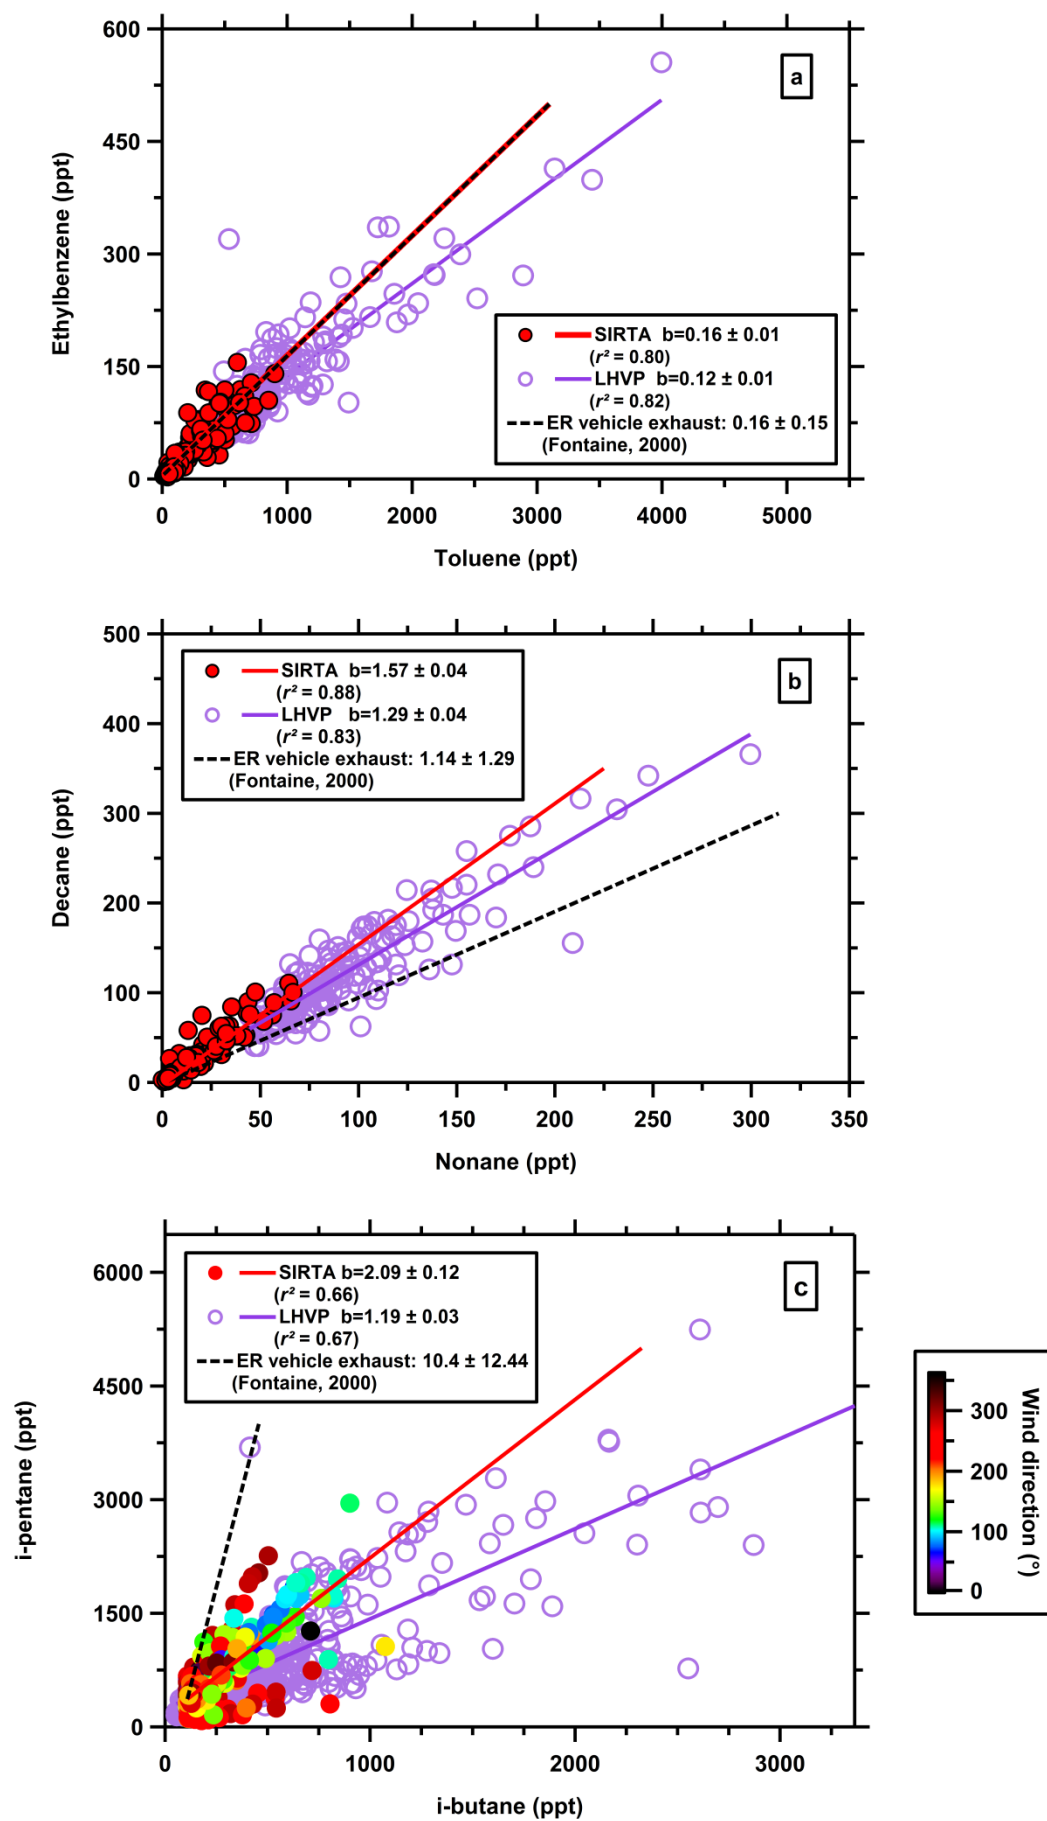 600
450
300
150
0
Ethylbenzene (ppt)
a
SIRTA b=0.16 ± 0.01
(r² = 0.80)
LHVP b=0.12 ± 0.01
(r² = 0.82)
ER vehicle exhaust: 0.16 ± 0.15
(Fontaine, 2000)
0 1000 2000 3000 4000 5000
Toluene (ppt)
500
400
300
200
100
0
Decane (ppt)
SIRTA b=1.57 ± 0.04
(r² = 0.88)
LHVP b=1.29 ± 0.04
(r² = 0.83)
ER vehicle exhaust: 1.14 ± 1.29
(Fontaine, 2000)
b
0 50 100 150 200 250 300 350
Nonane (ppt)
6000
4500
3000
1500
0
i-pentane (ppt)
SIRTA b=2.09 ± 0.12
(r² = 0.66)
LHVP b=1.19 ± 0.03
(r² = 0.67)
ER vehicle exhaust: 10.4 ± 12.44
(Fontaine, 2000)
c
0 1000 2000 3000
i-butane (ppt)
300
200
100
0
Wind direction (°)